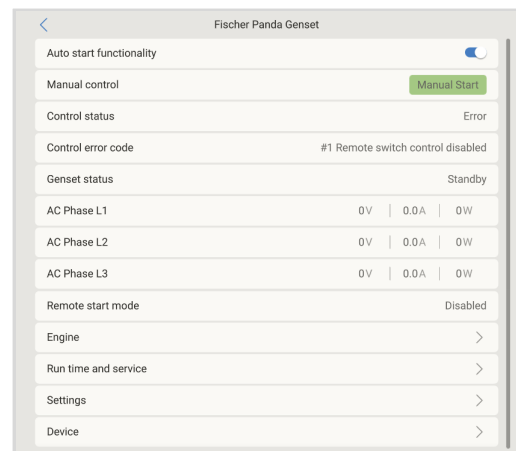 Fischer Panda Genset
Auto start functionality
Manual control Manual Start
Control status Error
Control error code #1 Remote switch control disabled
Genset status Standby
AC Phase L1 0V 0.0A 0W
AC Phase L2 0V 0.0A 0W
AC Phase L3 0V 0.0A 0W
Remote start mode Disabled
Engine
Run time and service
Settings
Device